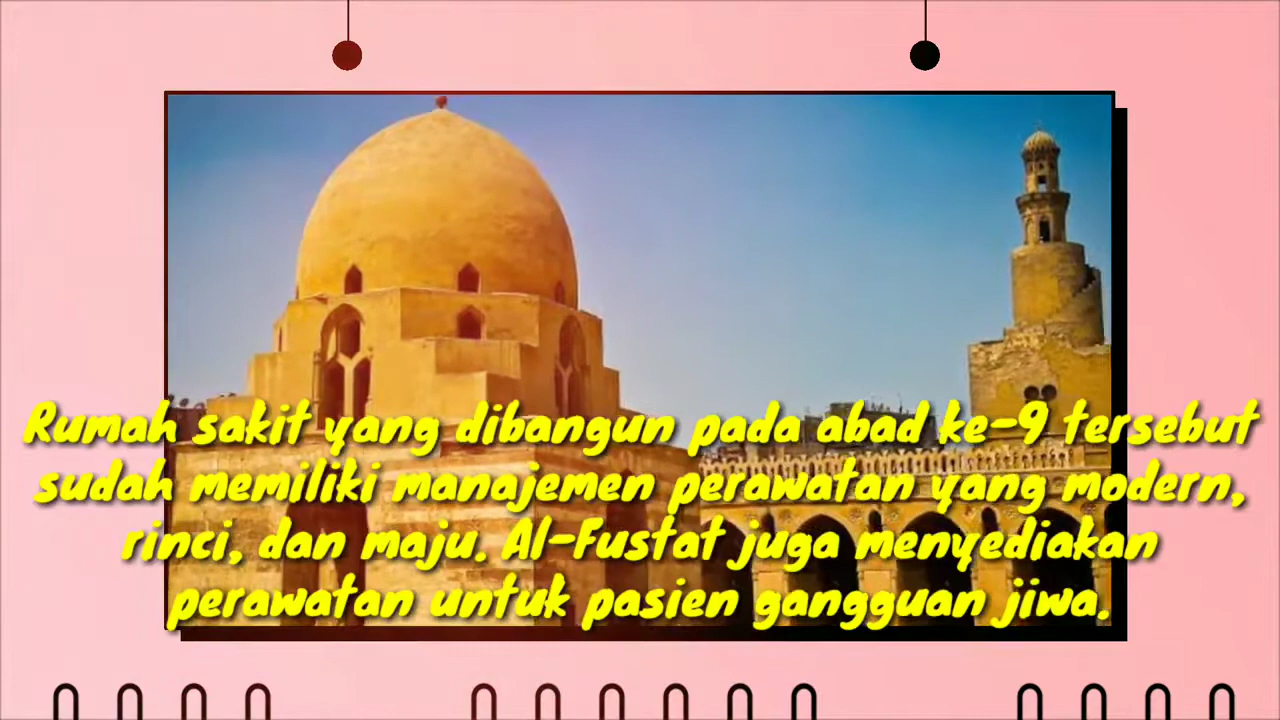 Rumah sakit yang dibangun pada abad ke-9 tersebut
sudah memiliki manajemen perawatan yang modern,
rinci, dan maju. Al-Fustat juga menyediakan
perawatan untuk pasien gangguan jiwa.